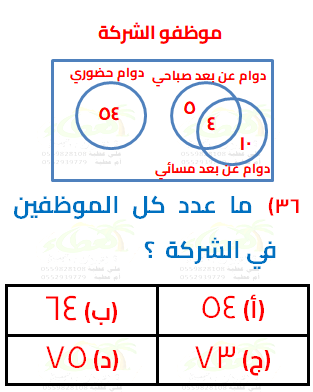 موظفو الشركة
دوام حضوري دوام عن بعد صباحي
٥٤ ٥ ٤ ١٠
دوام عن بعد مسائي
٣٦) ما عدد كل الموظفين
في الشركة ؟
(أ) ٥٤ (ب) ٦٤
(ج) ٧٣ (د) ٧٥